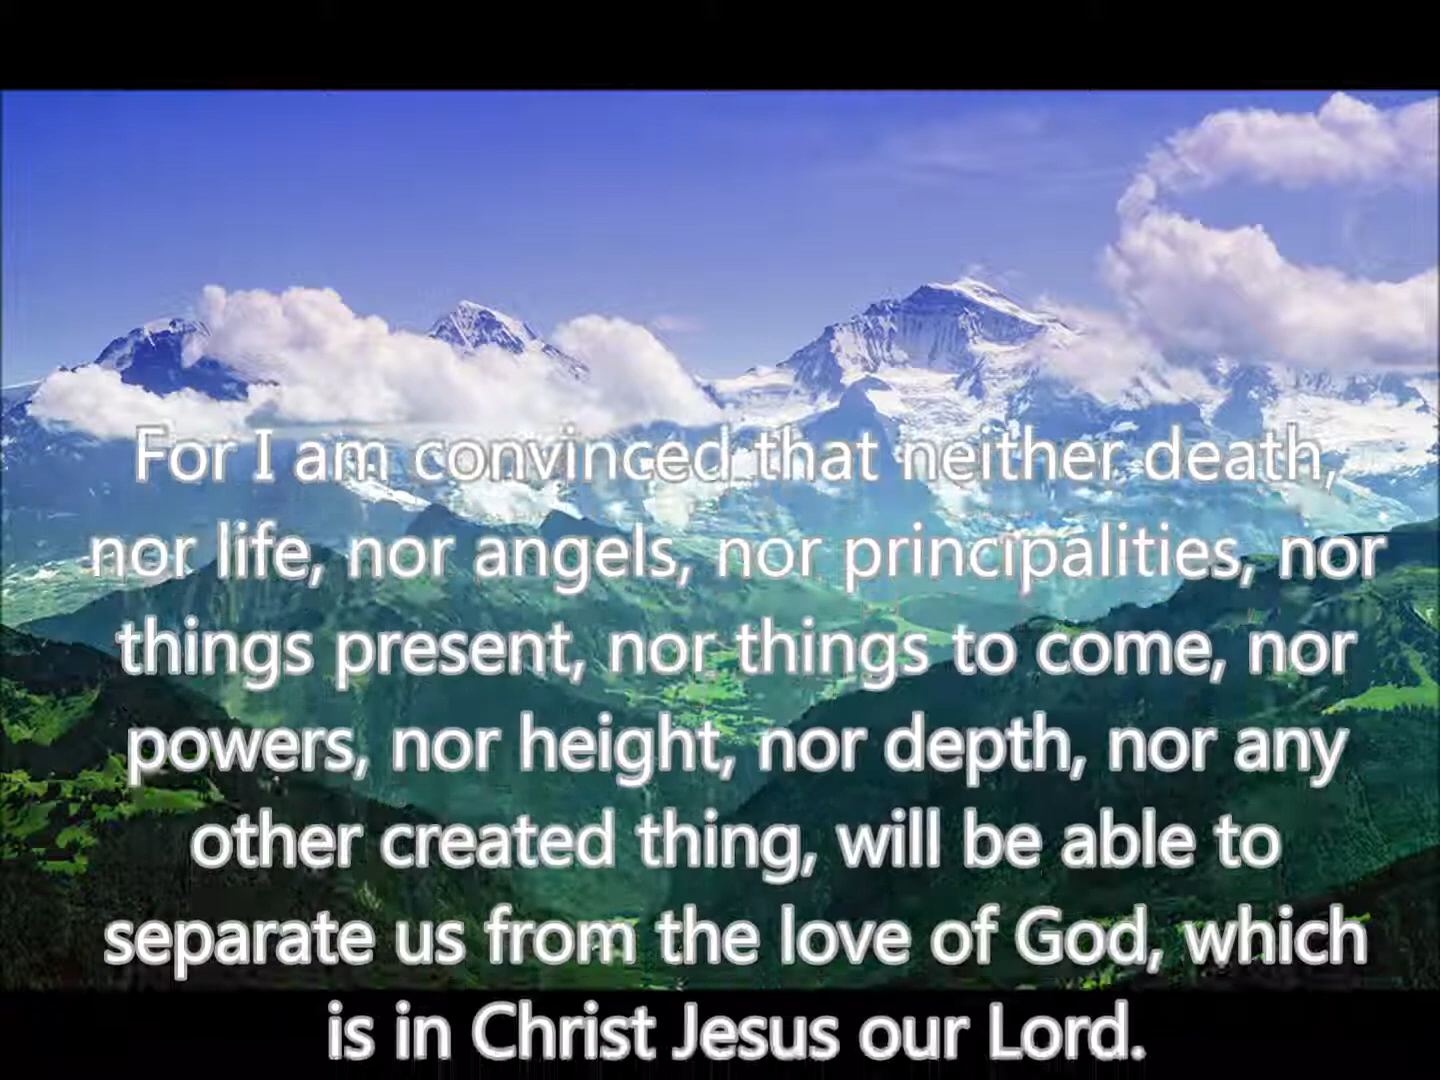 For I am convinced that neither death,
nor life, nor angels, nor principalities, nor
things present, nor things to come, nor
powers, nor height, nor depth, nor any
other created thing, will be able to
separate us from the love of God, which
is in Christ Jesus our Lord.